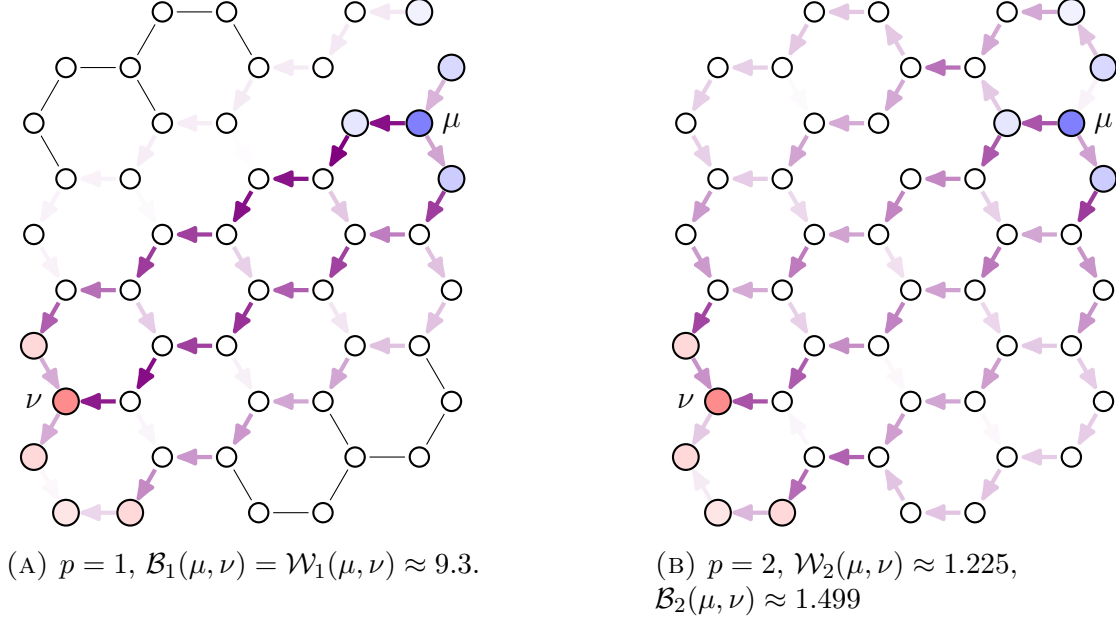 μ
μ
ν
ν
(A) p = 1, 𝓑₁(μ, ν) = 𝓦₁(μ, ν) ≈ 9.3.
(B) p = 2, 𝓦₂(μ, ν) ≈ 1.225,
𝓑₂(μ, ν) ≈ 1.499